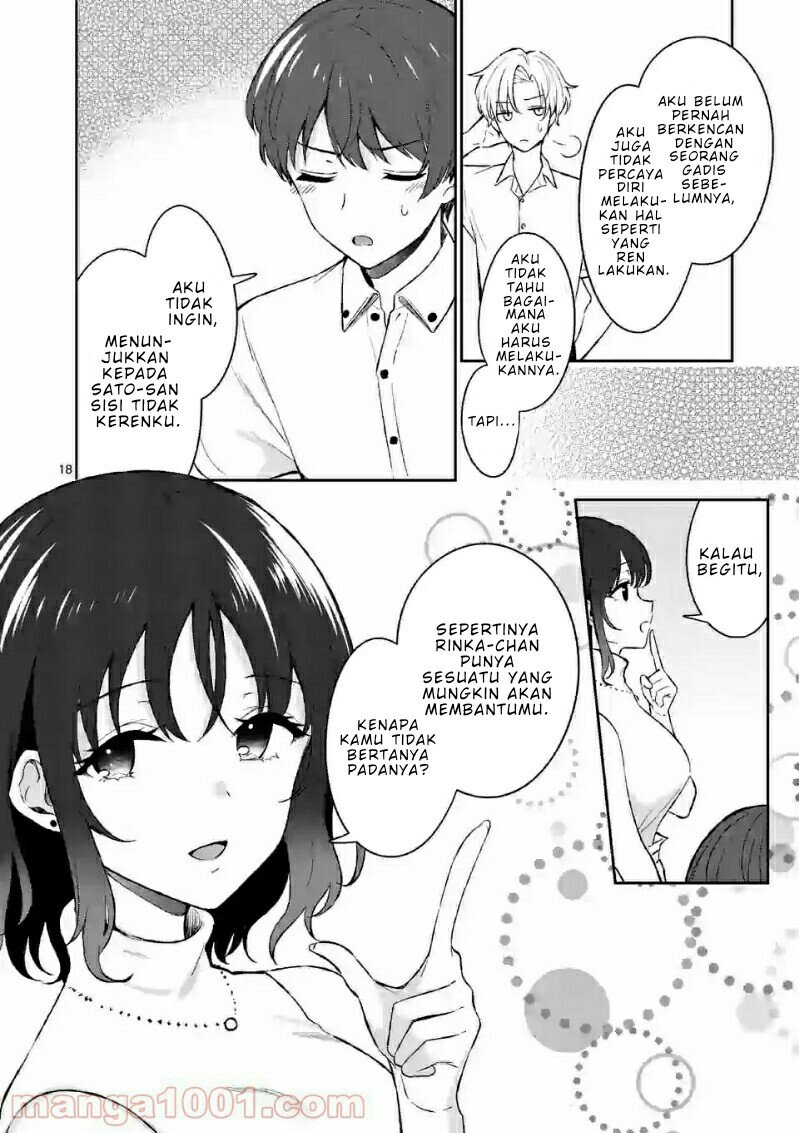 AKU BELUM
PERNAH
BERKENCAN
DENGAN
SEORANG
GADIS
SEBE-
LUMNYA,
AKU
JUGA
TIDAK
PERCAYA
DIRI
MELAKU-
KAN HAL
SEPERTI
YANG
REN
LAKUKAN.
AKU
TIDAK
TAHU
BAGAI-
MANA
AKU
HARUS
MELAKU-
KANNYA.
TAPI...
AKU
TIDAK
INGIN,
MENUN-
JUKKAN
KEPADA
SATO-SAN
SISI TIDAK
KERENKU.
18
KALAU
BEGITU,
SEPERTINYA
RINKA-CHAN
PUNYA
SESUATU YANG
MUNGKIN AKAN
MEMBANTUMU.
KENAPA
KAMU TIDAK
BERTANYA
PADANYA?
manga1001.com